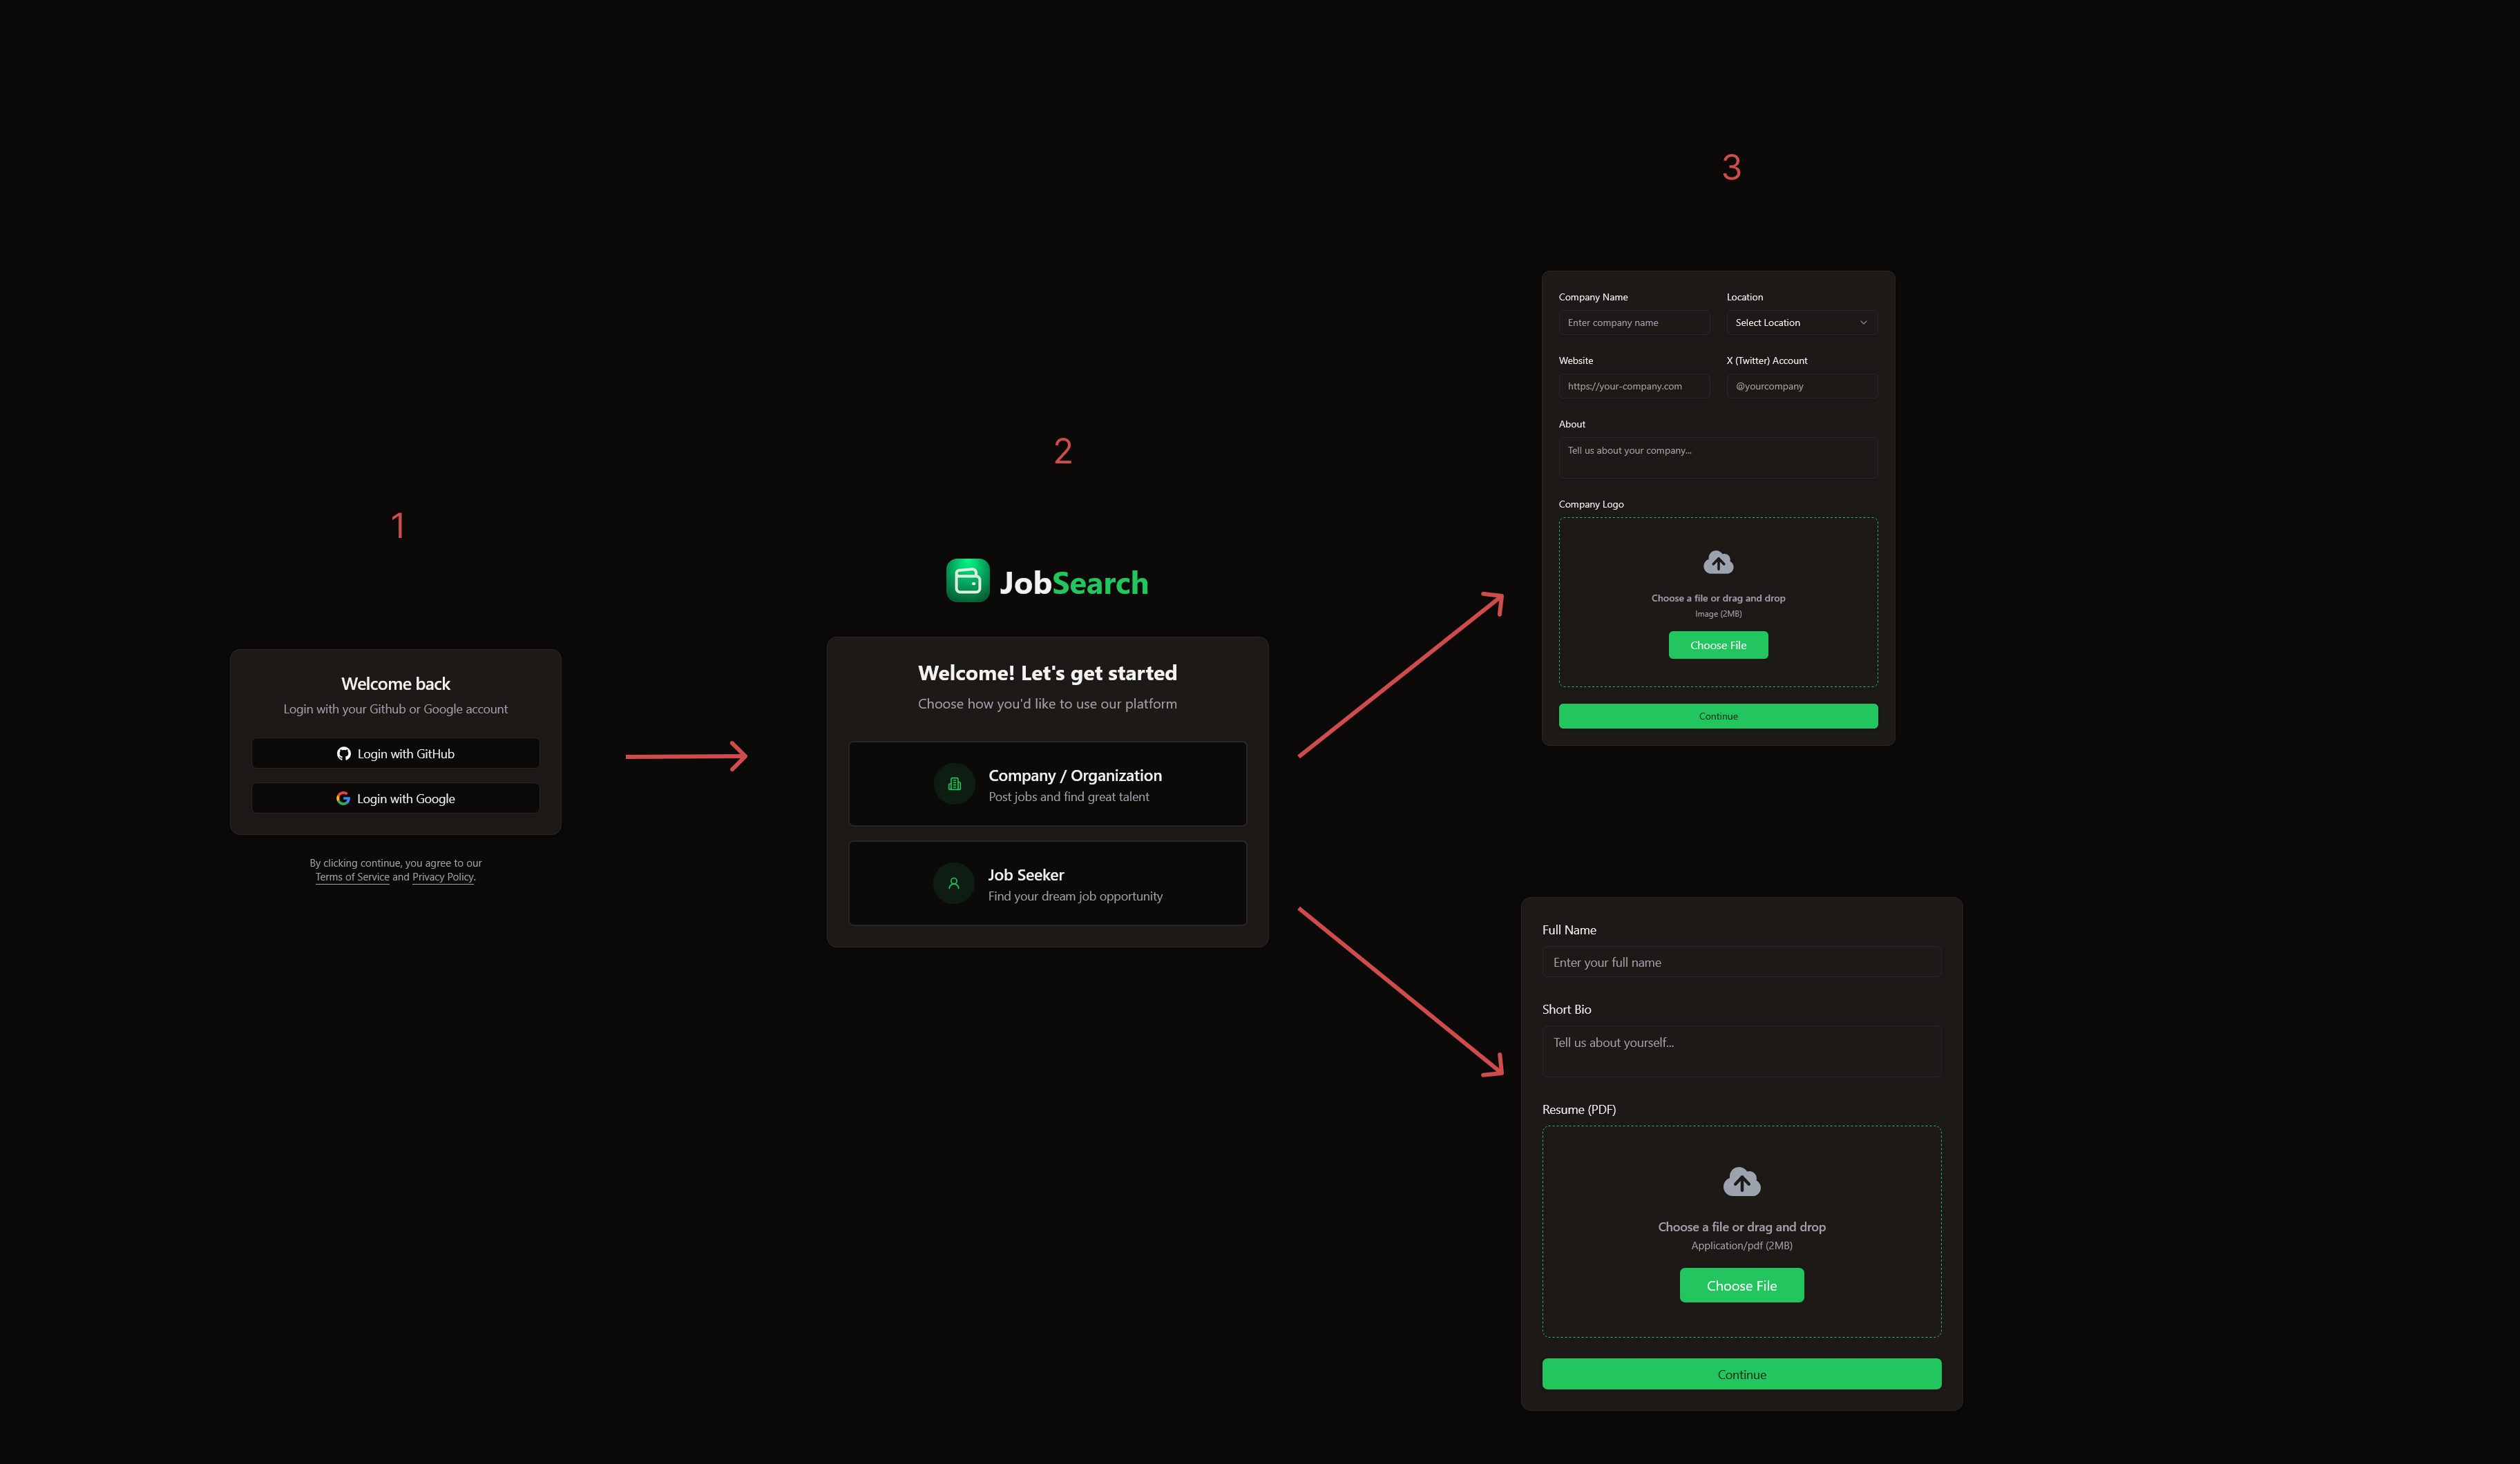 1
Welcome back
Login with your Github or Google account
Login with GitHub
Login with Google
By clicking continue, you agree to our
Terms of Service and Privacy Policy.
2
JobSearch
Welcome! Let's get started
Choose how you'd like to use our platform
Company / Organization
Post jobs and find great talent
Job Seeker
Find your dream job opportunity
3
Company Name
Enter company name
Location
Select Location
Website
https://your-company.com
X (Twitter) Account
@yourcompany
About
Tell us about your company...
Company Logo
Choose a file or drag and drop
Image (2MB)
Choose File
Continue
Full Name
Enter your full name
Short Bio
Tell us about yourself...
Resume (PDF)
Choose a file or drag and drop
Application/pdf (2MB)
Choose File
Continue